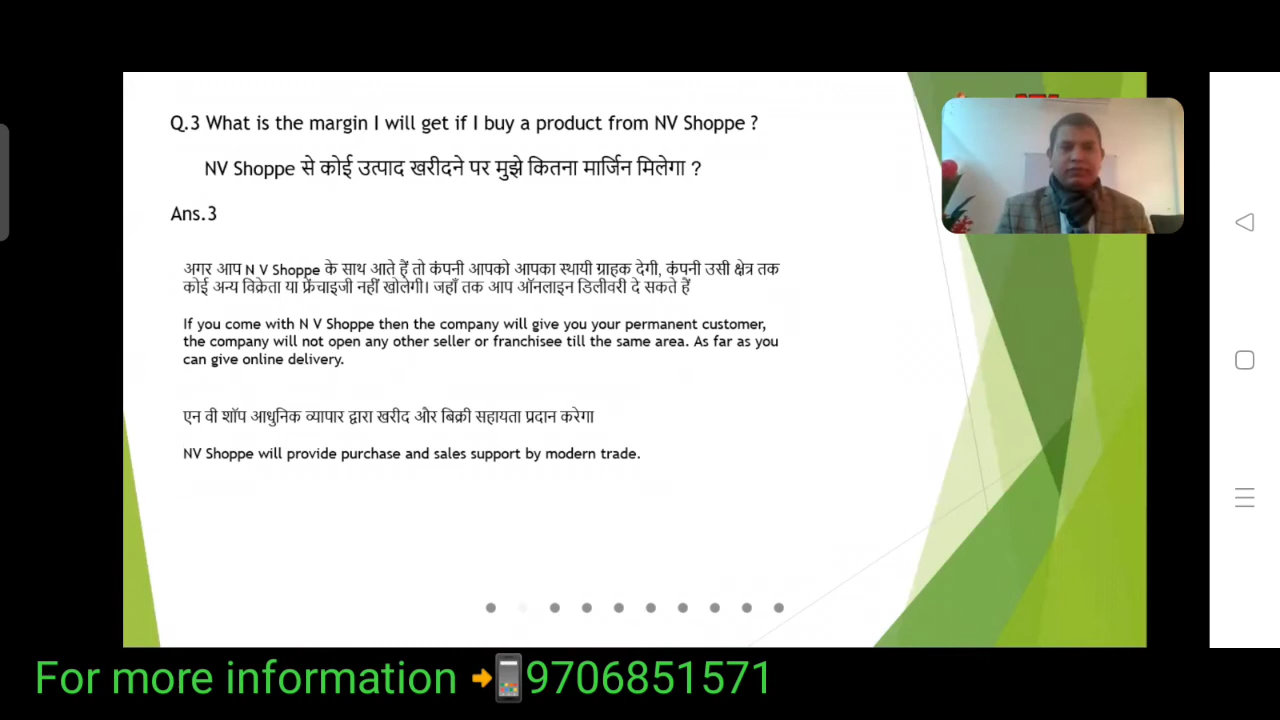 Q.3 What is the margin I will get if I buy a product from NV Shoppe ?
NV Shoppe से कोई उत्पाद खरीदने पर मुझे कितना मार्जिन मिलेगा ?
Ans.3
अगर आप N V Shoppe के साथ आते हैं तो कंपनी आपको आपका स्थायी ग्राहक देगी, कंपनी उसी क्षेत्र तक
कोई अन्य विक्रेता या फ्रैंचाइजी नहीं खोलेगी। जहाँ तक आप ऑनलाइन डिलीवरी दे सकते हैं
If you come with N V Shoppe then the company will give you your permanent customer,
the company will not open any other seller or franchisee till the same area. As far as you
can give online delivery.
एन वी शॉप आधुनिक व्यापार द्वारा खरीद और बिक्री सहायता प्रदान करेगा
NV Shoppe will provide purchase and sales support by modern trade.
For more information 9706851571